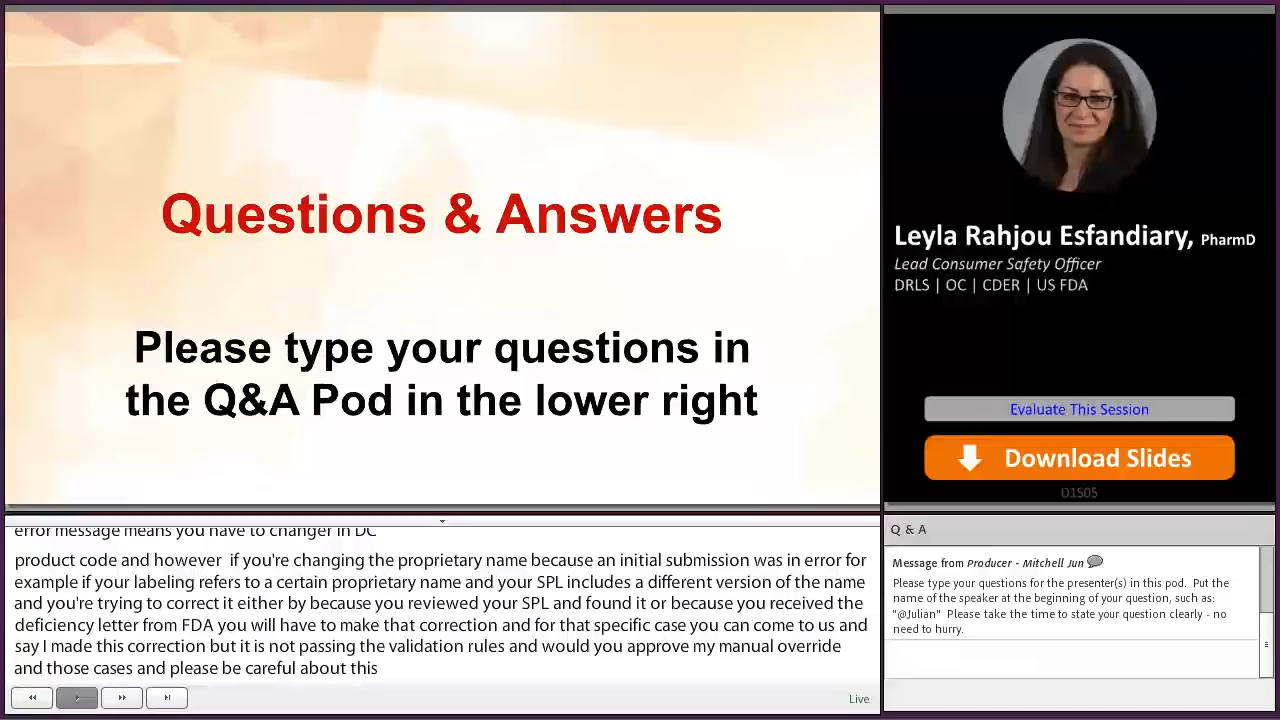 Questions & Answers
Please type your questions in
the Q&A Pod in the lower right
Leyla Rahjou Esfandiary, PharmD
Lead Consumer Safety Officer
DRLS | OC | CDER | US FDA
Evaluate This Session
Download Slides
D1S05
error message means you have to changer in DC
product code and however  if you're changing the proprietary name because an initial submission was in error for
example if your labeling refers to a certain proprietary name and your SPL includes a different version of the name
and you're trying to correct it either by because you reviewed your SPL and found it or because you received the
deficiency letter from FDA you will have to make that correction and for that specific case you can come to us and
say I made this correction but it is not passing the validation rules and would you approve my manual override
and those cases and please be careful about this
Live
Q & A
Message from Producer - Mitchell Jun
Please type your questions for the presenter(s) in this pod.  Put the
name of the speaker at the beginning of your question, such as:
"@Julian"  Please take the time to state your question clearly - no
need to hurry.